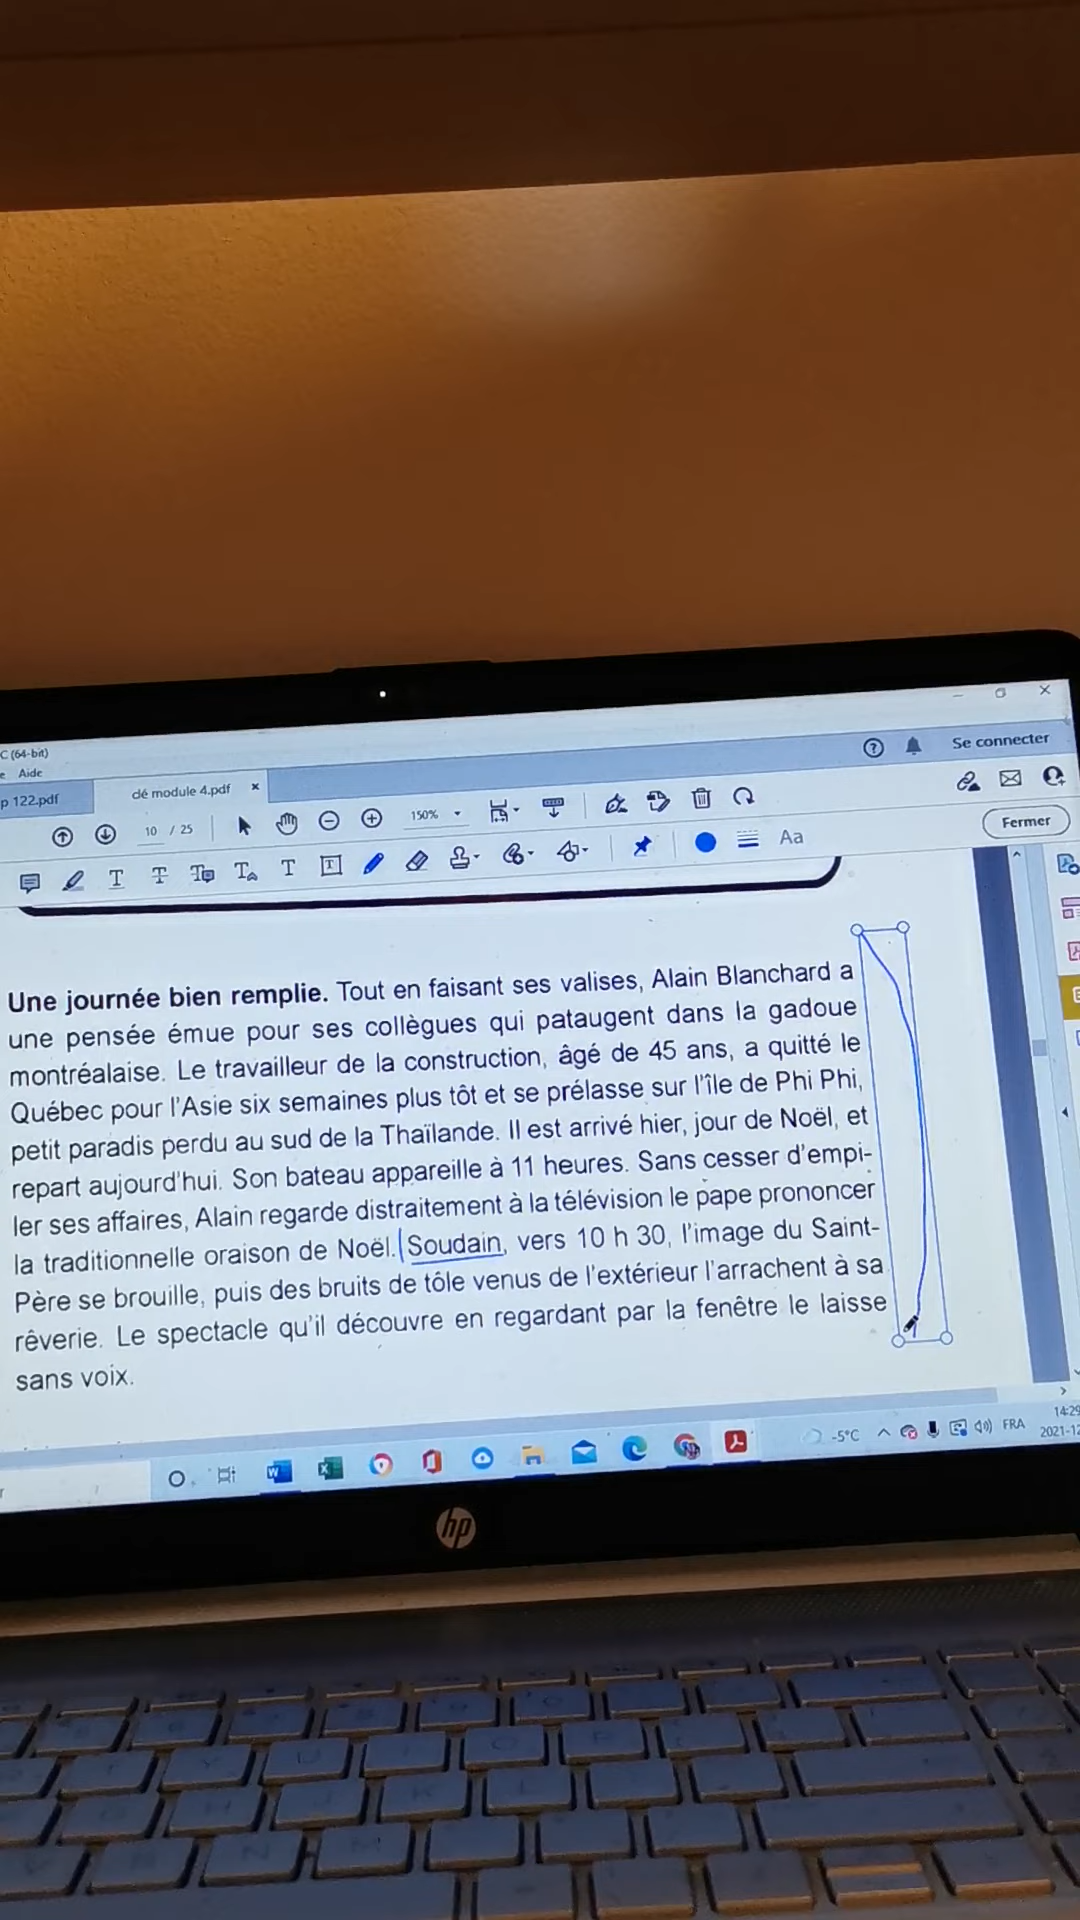 C (64-bit)
e Aide
Se connecter
p 122.pdf
dé module 4.pdf ×
10 / 25
150%
Fermer
Aa
Une journée bien remplie. Tout en faisant ses valises, Alain Blanchard a
une pensée émue pour ses collègues qui pataugent dans la gadoue
montréalaise. Le travailleur de la construction, âgé de 45 ans, a quitté le
Québec pour l'Asie six semaines plus tôt et se prélasse sur l'île de Phi Phi,
petit paradis perdu au sud de la Thaïlande. Il est arrivé hier, jour de Noël, et
repart aujourd'hui. Son bateau appareille à 11 heures. Sans cesser d'empi-
ler ses affaires, Alain regarde distraitement à la télévision le pape prononcer
la traditionnelle oraison de Noël. Soudain, vers 10 h 30, l'image du Saint-
Père se brouille, puis des bruits de tôle venus de l'extérieur l'arrachent à sa
rêverie. Le spectacle qu'il découvre en regardant par la fenêtre le laisse
sans voix.
-5°C
FRA
14:29
2021-12
hp